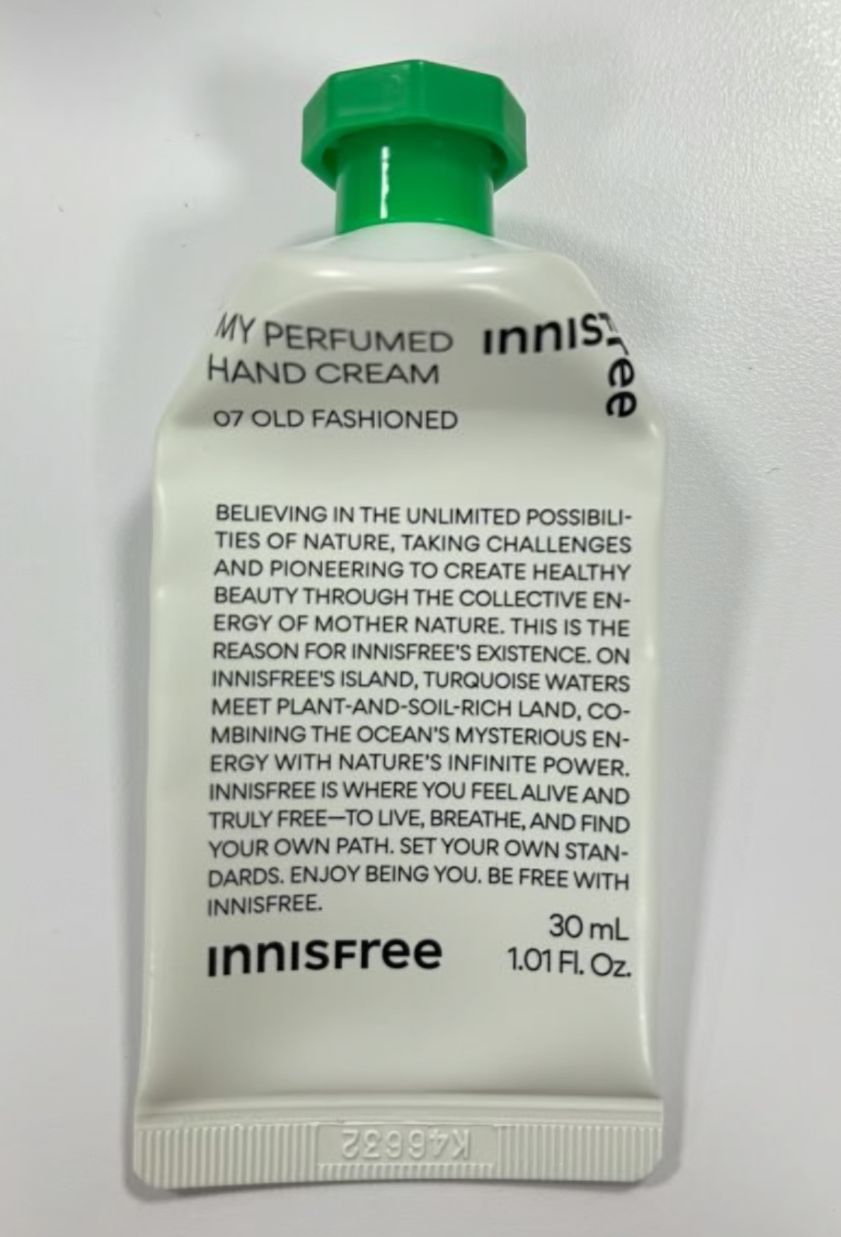 MY PERFUMED
HAND CREAM
innisfree
07 OLD FASHIONED
BELIEVING IN THE UNLIMITED POSSIBILI-
TIES OF NATURE, TAKING CHALLENGES
AND PIONEERING TO CREATE HEALTHY
BEAUTY THROUGH THE COLLECTIVE EN-
ERGY OF MOTHER NATURE. THIS IS THE
REASON FOR INNISFREE'S EXISTENCE. ON
INNISFREE'S ISLAND, TURQUOISE WATERS
MEET PLANT-AND-SOIL-RICH LAND, CO-
MBINING THE OCEAN'S MYSTERIOUS EN-
ERGY WITH NATURE'S INFINITE POWER.
INNISFREE IS WHERE YOU FEEL ALIVE AND
TRULY FREE—TO LIVE, BREATHE, AND FIND
YOUR OWN PATH. SET YOUR OWN STAN-
DARDS. ENJOY BEING YOU. BE FREE WITH
INNISFREE.
innisfree
30 mL
1.01 Fl. Oz.
K46632